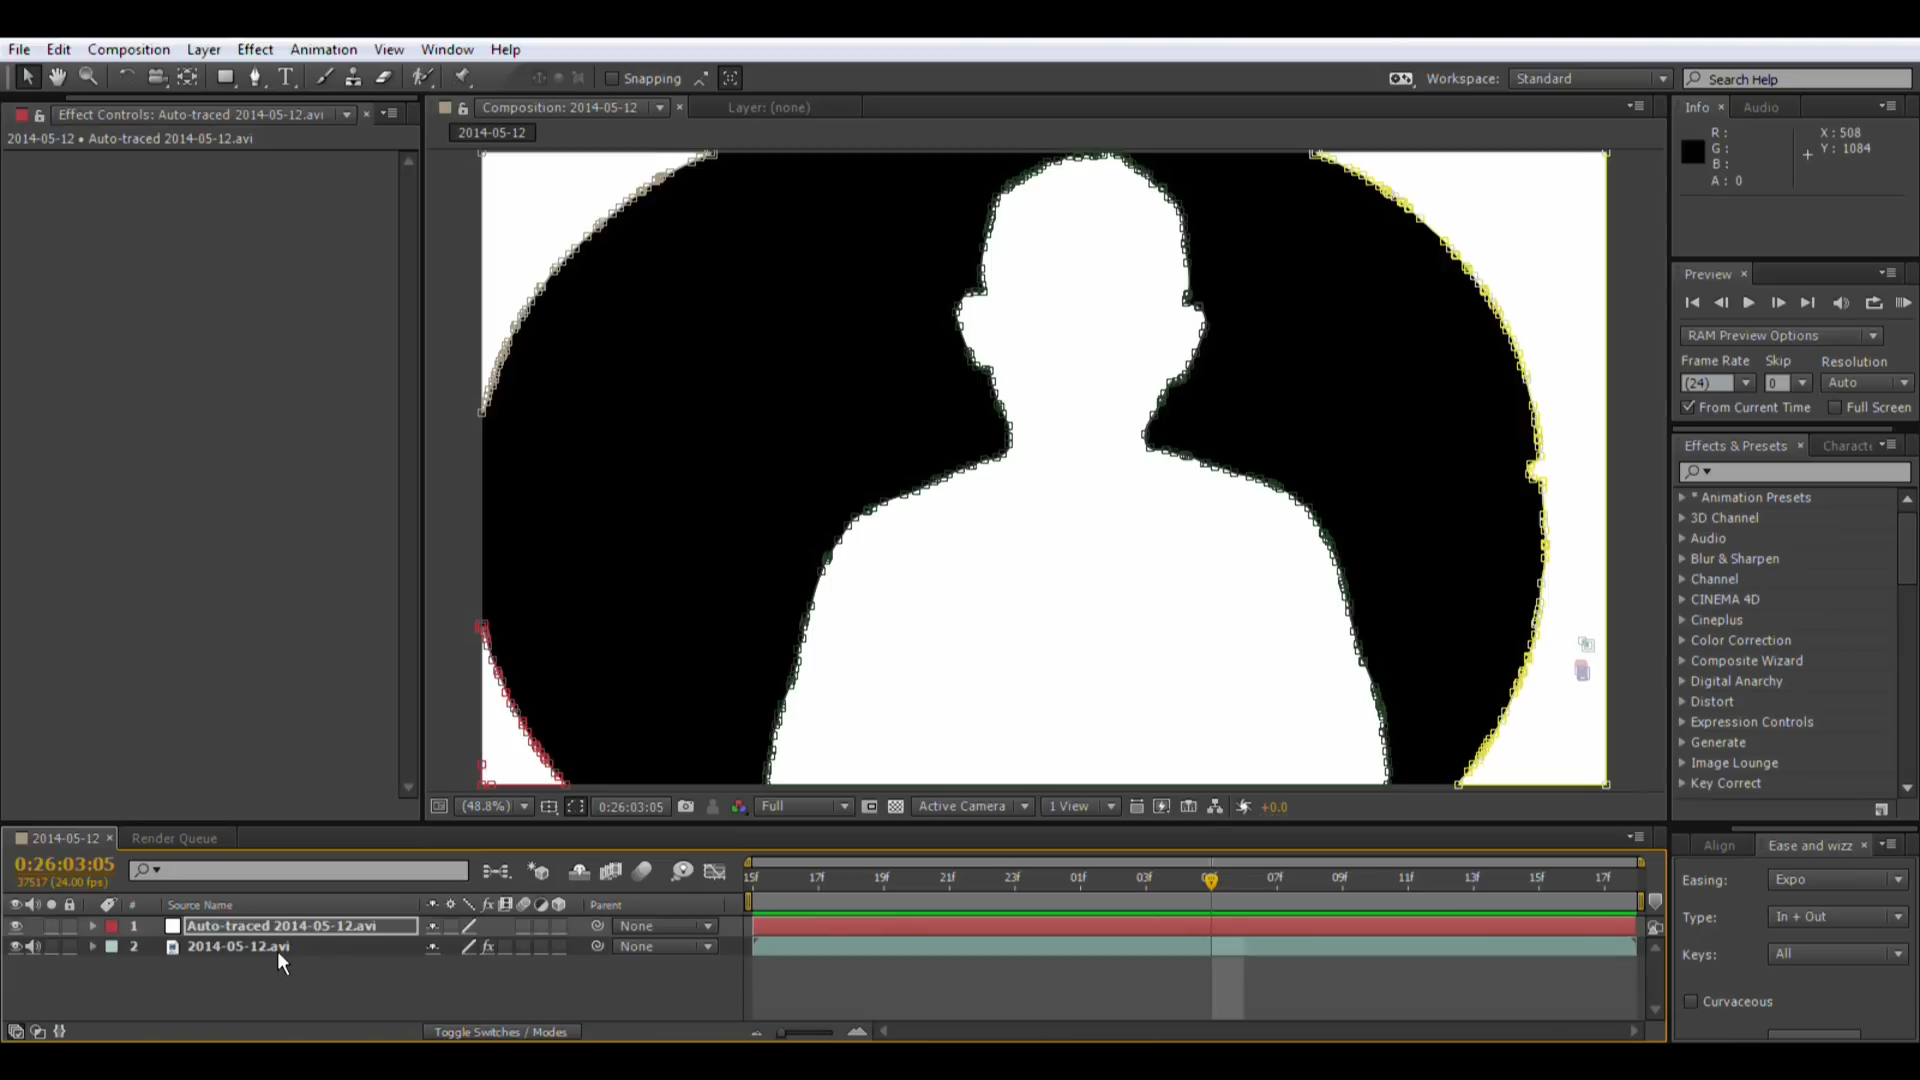 File Edit Composition Layer Effect Animation View Window Help
Snapping
Workspace: Standard
Search Help
Effect Controls: Auto-traced 2014-05-12.avi
2014-05-12 • Auto-traced 2014-05-12.avi
Composition: 2014-05-12
Layer: (none)
2014-05-12
Info
Audio
R :
G :
B :
A : 0
X : 508
Y : 1084
Preview
RAM Preview Options
Frame Rate Skip Resolution
(24) 0 Auto
From Current Time Full Screen
Effects & Presets
Characte
* Animation Presets
3D Channel
Audio
Blur & Sharpen
Channel
CINEMA 4D
Cineplus
Color Correction
Composite Wizard
Digital Anarchy
Distort
Expression Controls
Generate
Image Lounge
Key Correct
(48.8%) 0:26:03:05 Full Active Camera 1 View +0.0
2014-05-12
Render Queue
0:26:03:05
37517 (24.00 fps)
15f 17f 19f 21f 23f 01f 03f 07f 09f 11f 13f 15f 17f
# Source Name fx Parent
1 Auto-traced 2014-05-12.avi None
2 2014-05-12.avi fx None
Toggle Switches / Modes
Align
Ease and wizz
Easing: Expo
Type: In + Out
Keys: All
Curvaceous